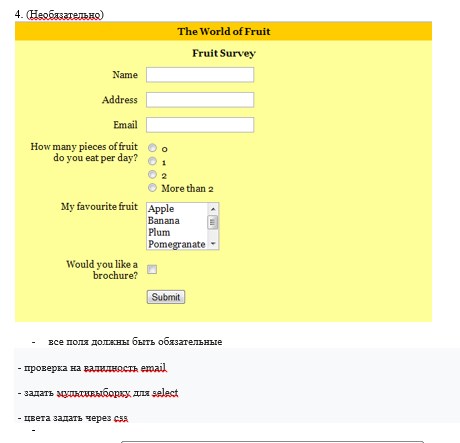 4. (Необязательно)
The World of Fruit
Fruit Survey
Name
Address
Email
How many pieces of fruit
do you eat per day?
0
1
2
More than 2
My favourite fruit
Apple
Banana
Plum
Pomegranate
Would you like a
brochure?
Submit
- все поля должны быть обязательные
- проверка на валидность email
- задать мультивыборку для select
- цвета задать через css
-